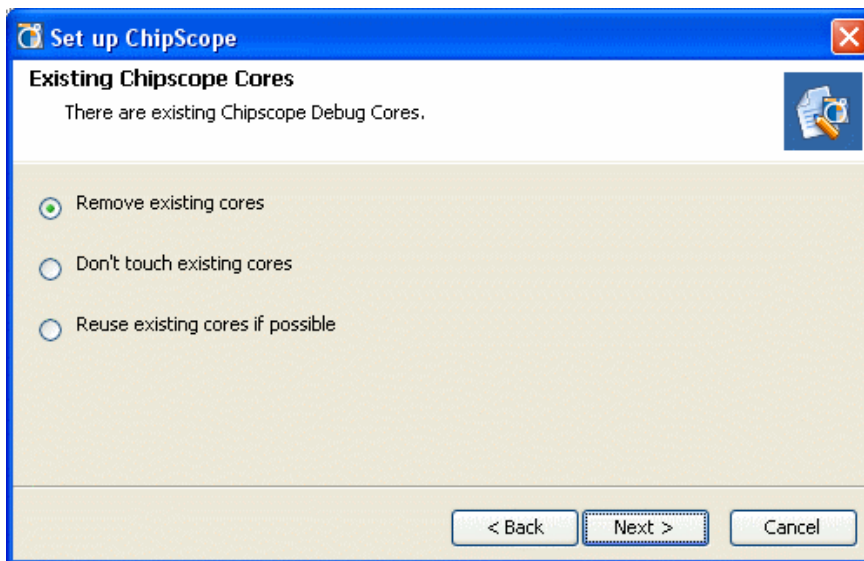 Set up ChipScope
Existing Chipscope Cores
There are existing Chipscope Debug Cores.
Remove existing cores
Don't touch existing cores
Reuse existing cores if possible
< Back Next > Cancel